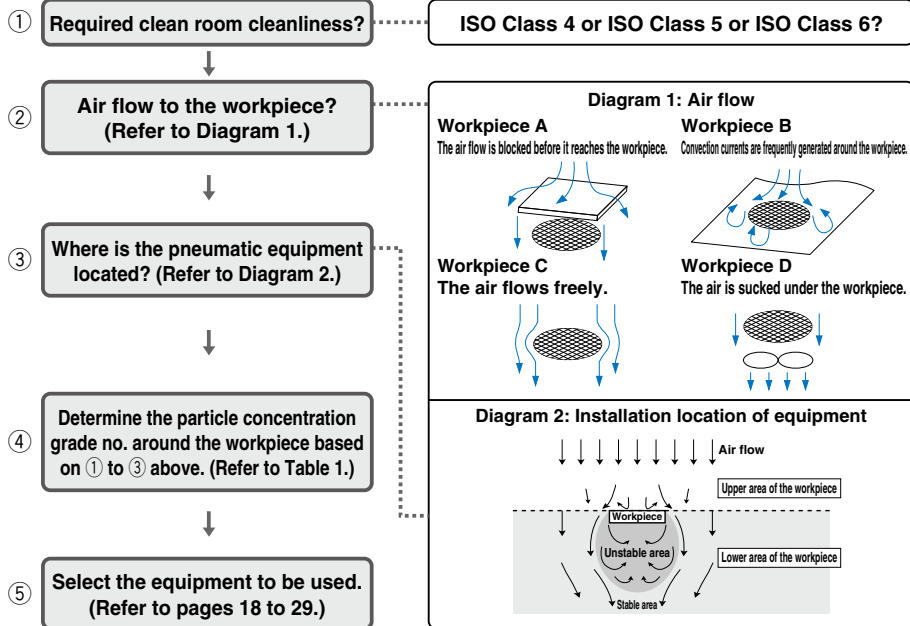 ① Required clean room cleanliness?
ISO Class 4 or ISO Class 5 or ISO Class 6?
② Air flow to the workpiece?
(Refer to Diagram 1.)
③ Where is the pneumatic equipment
located? (Refer to Diagram 2.)
④ Determine the particle concentration
grade no. around the workpiece based
on ① to ③ above. (Refer to Table 1.)
⑤ Select the equipment to be used.
(Refer to pages 18 to 29.)
Diagram 1: Air flow
Workpiece A
The air flow is blocked before it reaches the workpiece.
Workpiece B
Convection currents are frequently generated around the workpiece.
Workpiece C
The air flows freely.
Workpiece D
The air is sucked under the workpiece.
Diagram 2: Installation location of equipment
Air flow
Upper area of the workpiece
Workpiece
Unstable area
Lower area of the workpiece
Stable area